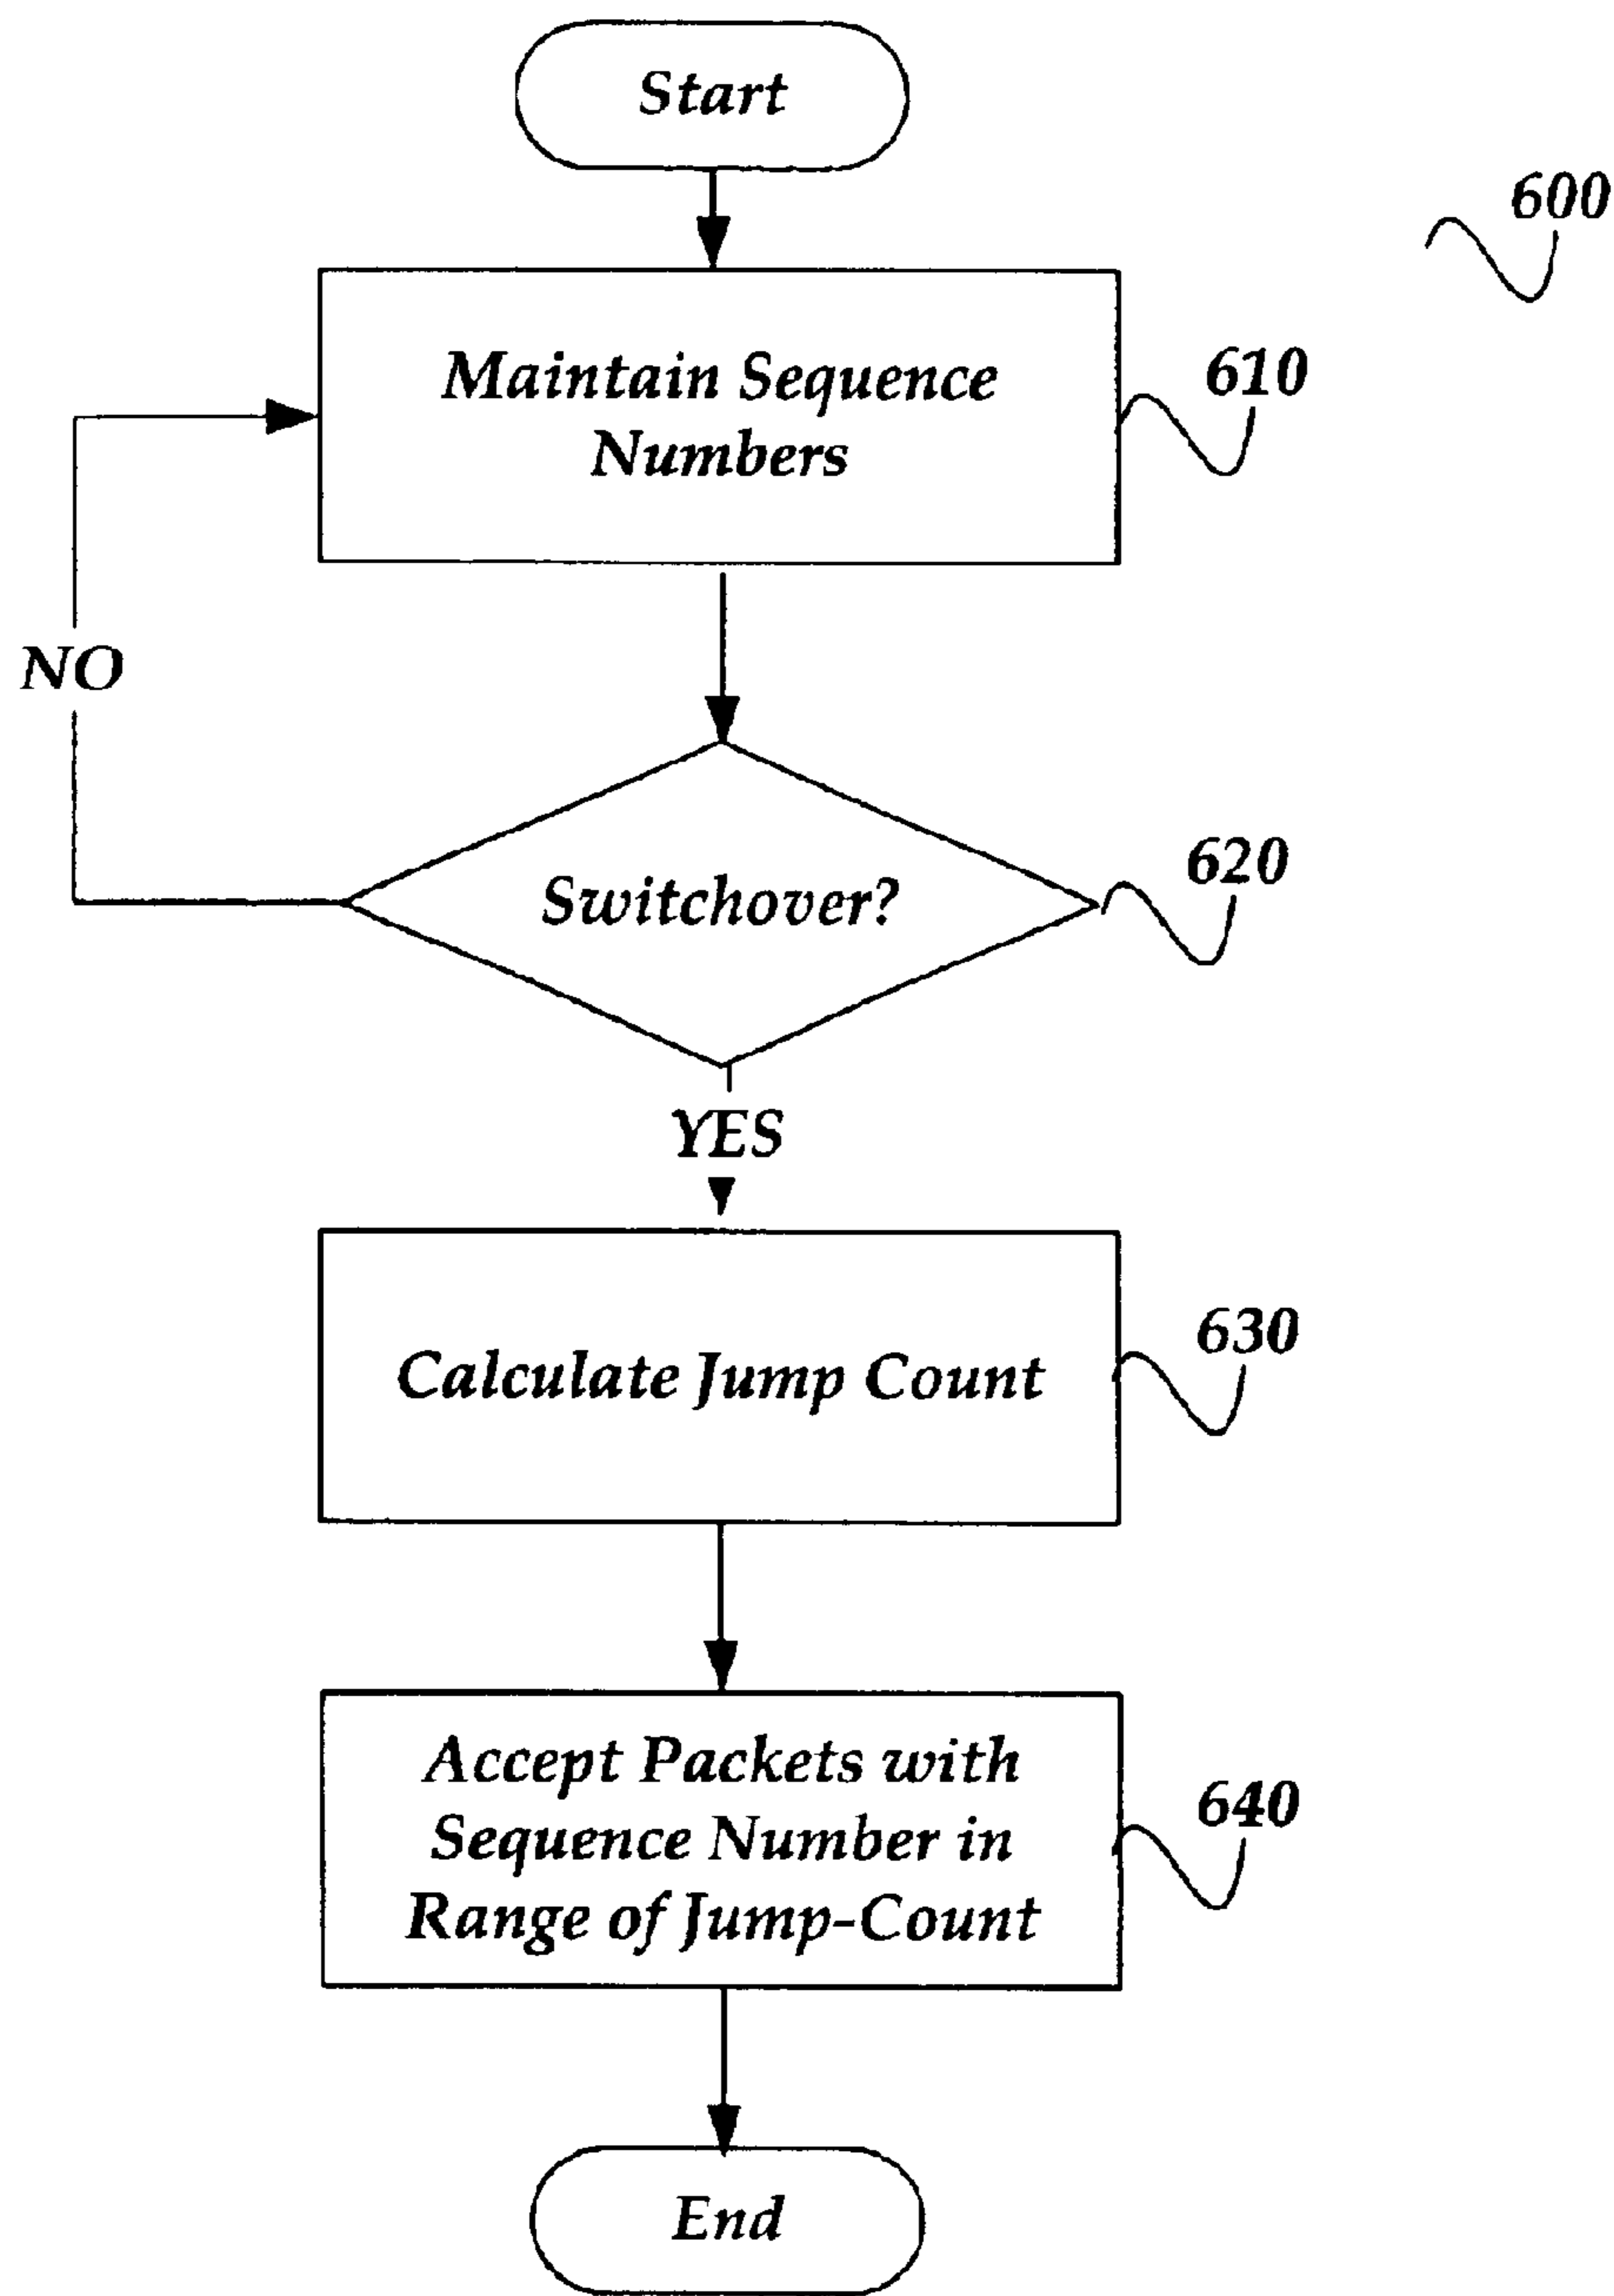 Start
600
Maintain Sequence
Numbers
610
NO
Switchover?
620
YES
Calculate Jump Count
630
Accept Packets with
Sequence Number in
Range of Jump-Count
640
End